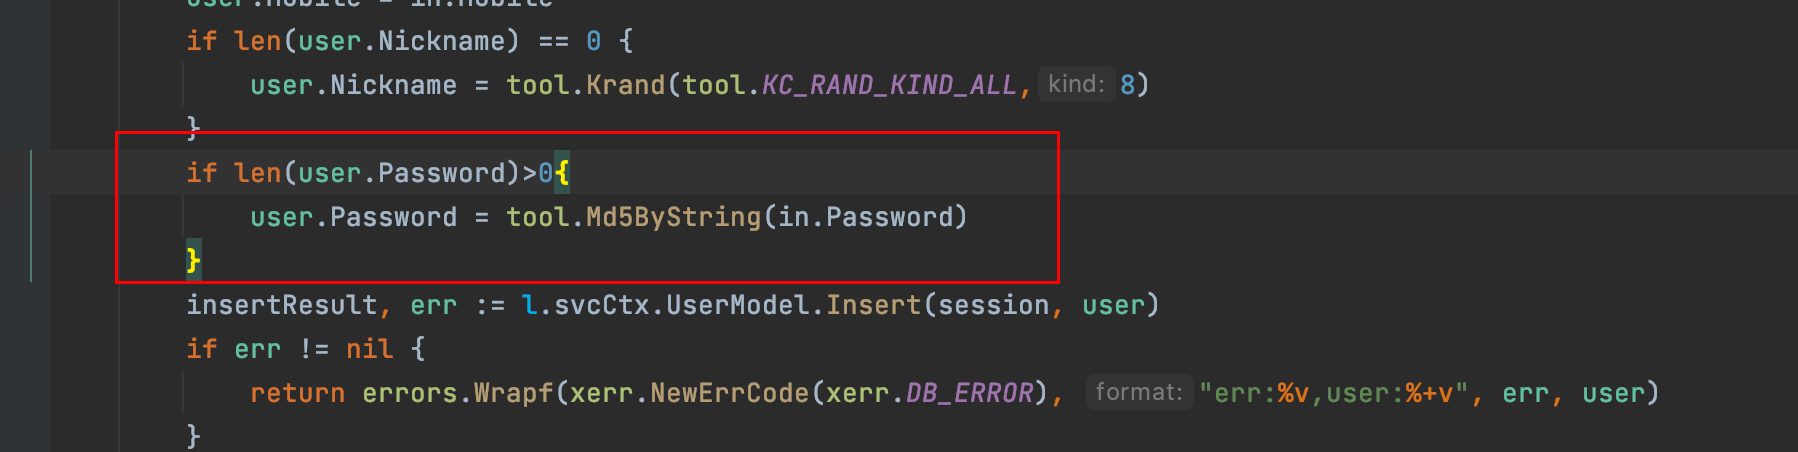 user.Mobile = in.Mobile
if len(user.Nickname) == 0 {
user.Nickname = tool.Krand(tool.KC_RAND_KIND_ALL, kind: 8)
}
if len(user.Password)>0{
user.Password = tool.Md5ByString(in.Password)
}
insertResult, err := l.svcCtx.UserModel.Insert(session, user)
if err != nil {
return errors.Wrapf(xerr.NewErrCode(xerr.DB_ERROR), format: "err:%v,user:%+v", err, user)
}